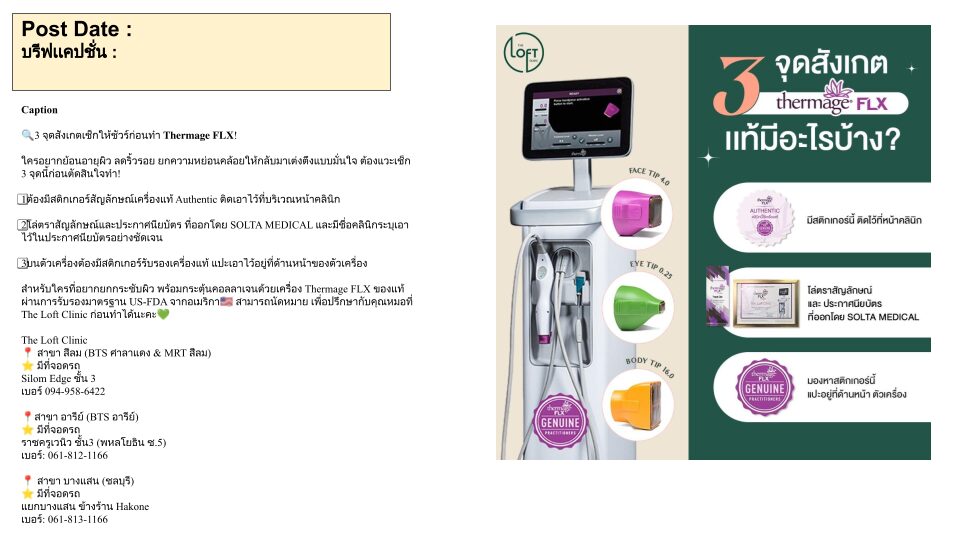 Post Date :
บรีฟแคปชั่น :
Caption
🔍3 จุดสังเกตเช็กให้ชัวร์ก่อนทำ Thermage FLX!
ใครอยากย้อนอายุผิว ลดริ้วรอย ยกความหย่อนคล้อยให้กลับมาเต่งตึงแบบมั่นใจ ต้องแวะเช็ก
3 จุดนี้ก่อนตัดสินใจทำ!
1ต้องมีสติกเกอร์สัญลักษณ์เครื่องแท้ Authentic ติดเอาไว้ที่บริเวณหน้าคลินิก
2โล่ตราสัญลักษณ์และประกาศนียบัตร ที่ออกโดย SOLTA MEDICAL และมีชื่อคลินิกระบุเอา
ไว้ในประกาศนียบัตรอย่างชัดเจน
3บนตัวเครื่องต้องมีสติกเกอร์รับรองเครื่องแท้ แปะเอาไว้อยู่ที่ด้านหน้าของตัวเครื่อง
สำหรับใครที่อยากยกกระชับผิว พร้อมกระตุ้นคอลลาเจนด้วยเครื่อง Thermage FLX ของแท้
ผ่านการรับรองมาตรฐาน US-FDA จากอเมริกา🇺🇸 สามารถนัดหมาย เพื่อปรึกษากับคุณหมอที่
The Loft Clinic ก่อนทำได้นะคะ💚
The Loft Clinic
📍 สาขา สีลม (BTS ศาลาแดง & MRT สีลม)
⭐ มีที่จอดรถ
Silom Edge ชั้น 3
เบอร์ 094-958-6422
📍สาขา อารีย์ (BTS อารีย์)
⭐ มีที่จอดรถ
ราชครูเวนิว ชั้น3 (พหลโยธิน ซ.5)
เบอร์: 061-812-1166
📍 สาขา บางแสน (ชลบุรี)
⭐ มีที่จอดรถ
แยกบางแสน ข้างร้าน Hakone
เบอร์: 061-813-1166
THE LOFT CLINIC
3 จุดสังเกต
thermage FLX
แท้มีอะไรบ้าง?
READY
thermage
FACE TIP 4.0
EYE TIP 0.25
BODY TIP 16.0
thermage
FLX
GENUINE
PRACTITIONERS
thermage
FLX
AUTHENTIC
มีสติกเกอร์นี้ ติดไว้ที่หน้าคลินิก
โล่ตราสัญลักษณ์
และ ประกาศนียบัตร
ที่ออกโดย SOLTA MEDICAL
thermage
FLX
GENUINE
PRACTITIONERS
มองหาสติกเกอร์นี้
แปะอยู่ที่ด้านหน้า ตัวเครื่อง